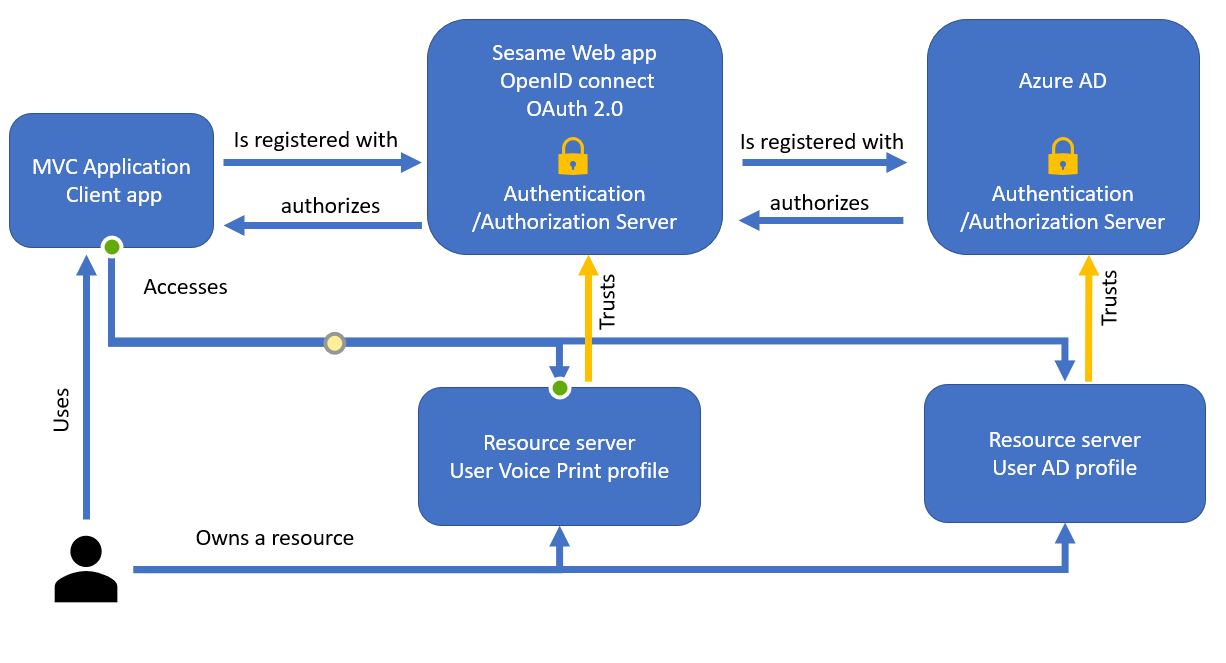 Sesame Web app
OpenID connect
OAuth 2.0
Authentication
/Authorization Server
Azure AD
Authentication
/Authorization Server
MVC Application
Client app
Is registered with
authorizes
Is registered with
authorizes
Accesses
Trusts
Trusts
Uses
Resource server
User Voice Print profile
Resource server
User AD profile
Owns a resource